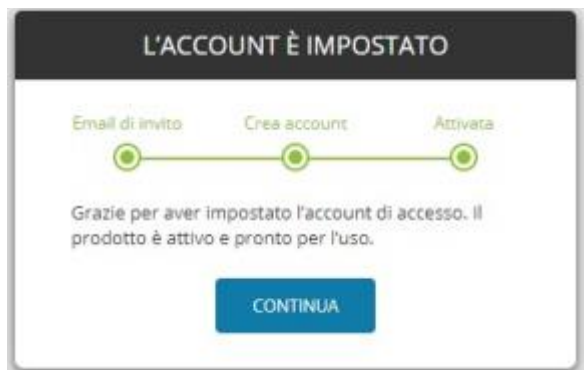 L'ACCOUNT È IMPOSTATO
Email di invito Crea account Attivata
Grazie per aver impostato l'account di accesso. Il
prodotto è attivo e pronto per l'uso.
CONTINUA